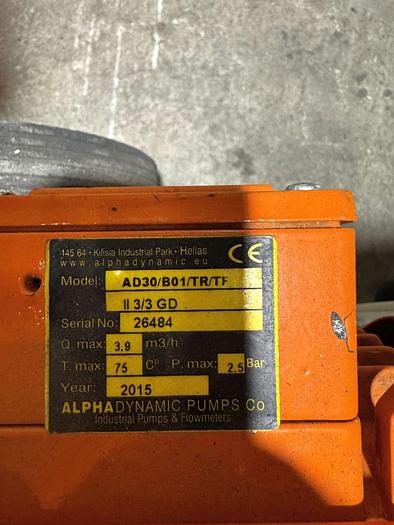 145 64 • Kifisia Industrial Park • Hellas
www.alphadynamic.eu
CE
Model: AD30/B01/TR/TF
II 3/3 GD
Serial No: 26484
Q. max: 3.9 m3/h
T. max: 75 C° P. max: 2.5 Bar
Year: 2015
ALPHADYNAMIC PUMPS Co
Industrial Pumps & Flowmeters